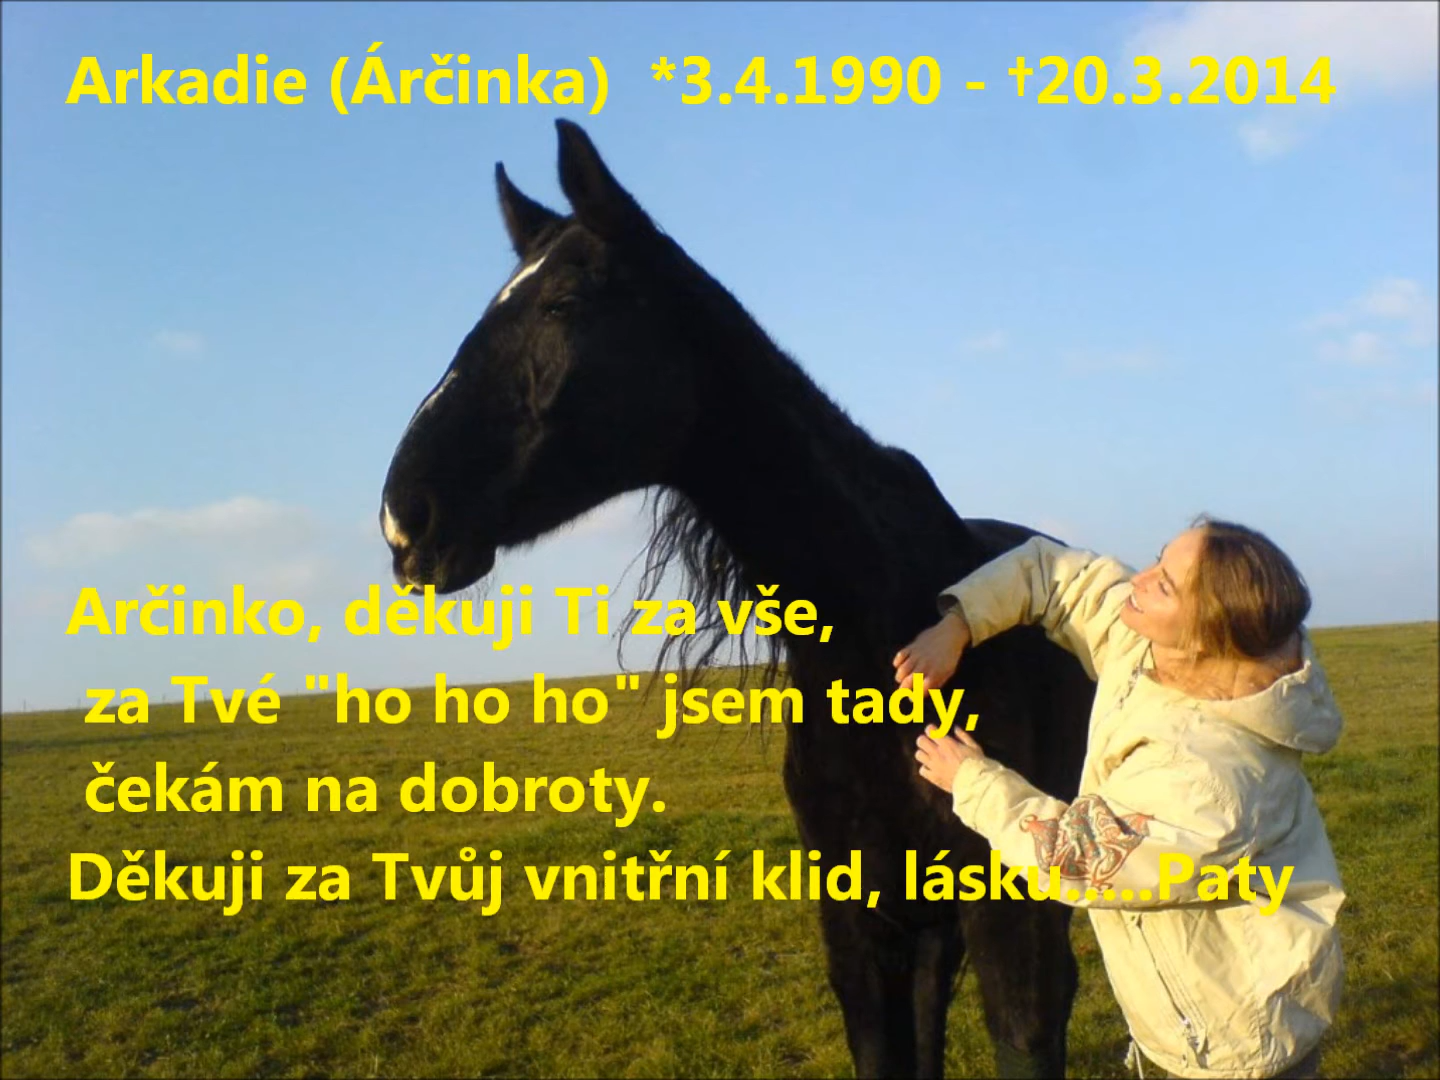 Arkadie (Árčinka) *3.4.1990 - †20.3.2014
Arčinko, děkuji Ti za vše,
za Tvé "ho ho ho" jsem tady,
čekám na dobroty.
Děkuji za Tvůj vnitřní klid, lásku.....Paty